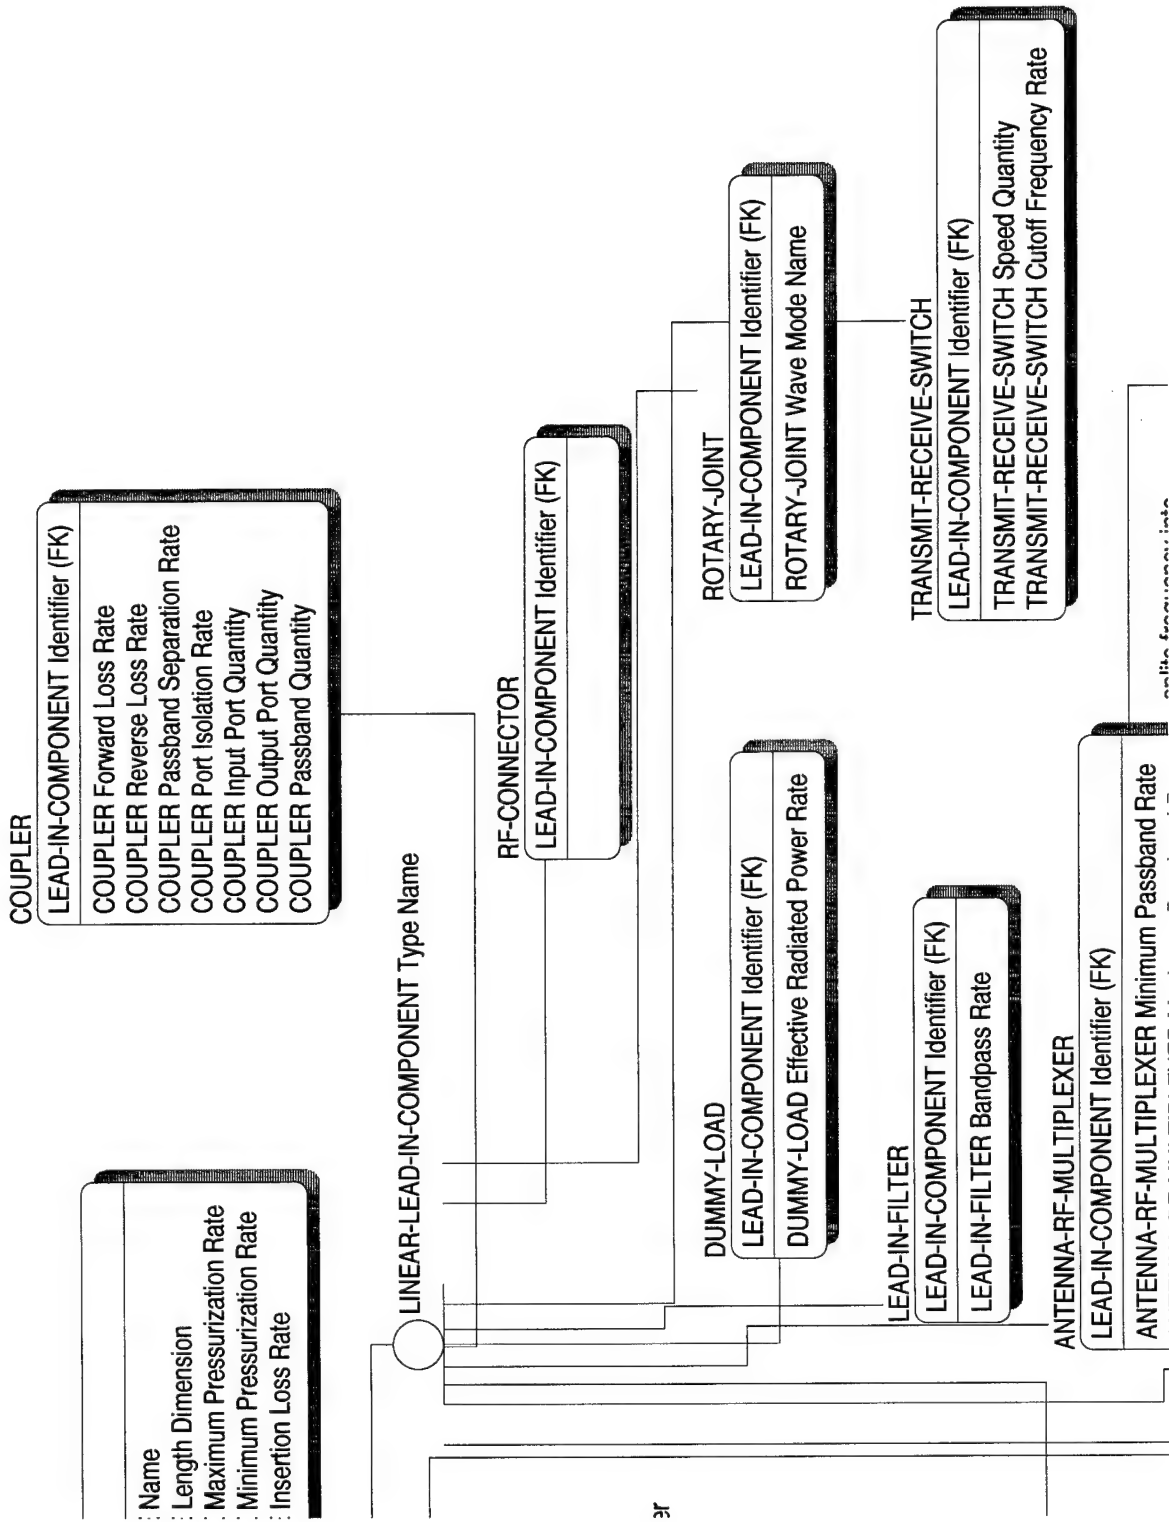 COUPLER
LEAD-IN-COMPONENT Identifier (FK)
COUPLER Forward Loss Rate
COUPLER Reverse Loss Rate
COUPLER Passband Separation Rate
COUPLER Port Isolation Rate
COUPLER Input Port Quantity
COUPLER Output Port Quantity
COUPLER Passband Quantity
Name
Length Dimension
Maximum Pressurization Rate
Minimum Pressurization Rate
Insertion Loss Rate
LINEAR-LEAD-IN-COMPONENT Type Name
RF-CONNECTOR
LEAD-IN-COMPONENT Identifier (FK)
ROTARY-JOINT
LEAD-IN-COMPONENT Identifier (FK)
ROTARY-JOINT Wave Mode Name
DUMMY-LOAD
LEAD-IN-COMPONENT Identifier (FK)
DUMMY-LOAD Effective Radiated Power Rate
TRANSMIT-RECEIVE-SWITCH
LEAD-IN-COMPONENT Identifier (FK)
TRANSMIT-RECEIVE-SWITCH Speed Quantity
TRANSMIT-RECEIVE-SWITCH Cutoff Frequency Rate
LEAD-IN-FILTER
LEAD-IN-COMPONENT Identifier (FK)
LEAD-IN-FILTER Bandpass Rate
ANTENNA-RF-MULTIPLEXER
LEAD-IN-COMPONENT Identifier (FK)
ANTENNA-RF-MULTIPLEXER Minimum Passband Rate
er